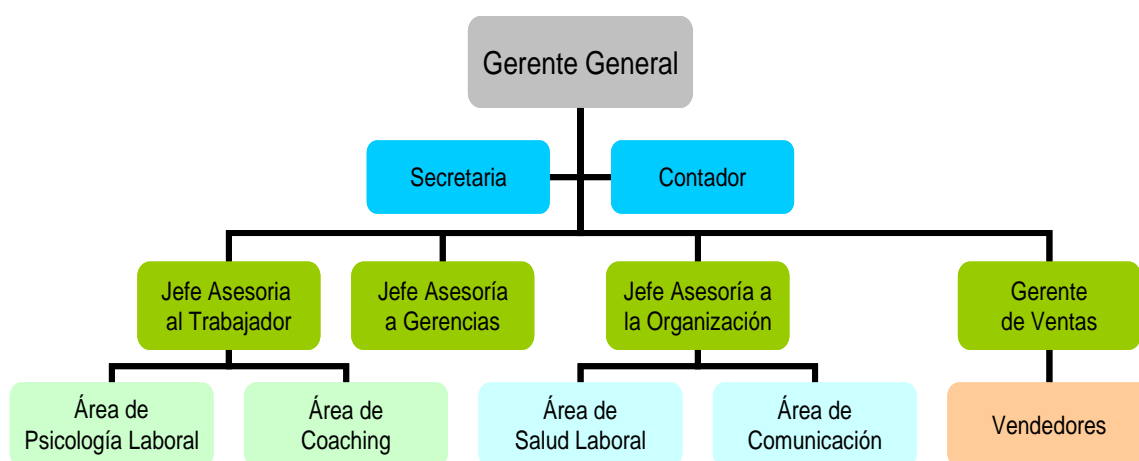 Gerente General
Secretaria
Contador
Jefe Asesoria
al Trabajador
Jefe Asesoría
a Gerencias
Jefe Asesoría a
la Organización
Gerente
de Ventas
Área de
Psicología Laboral
Área de
Coaching
Área de
Salud Laboral
Área de
Comunicación
Vendedores